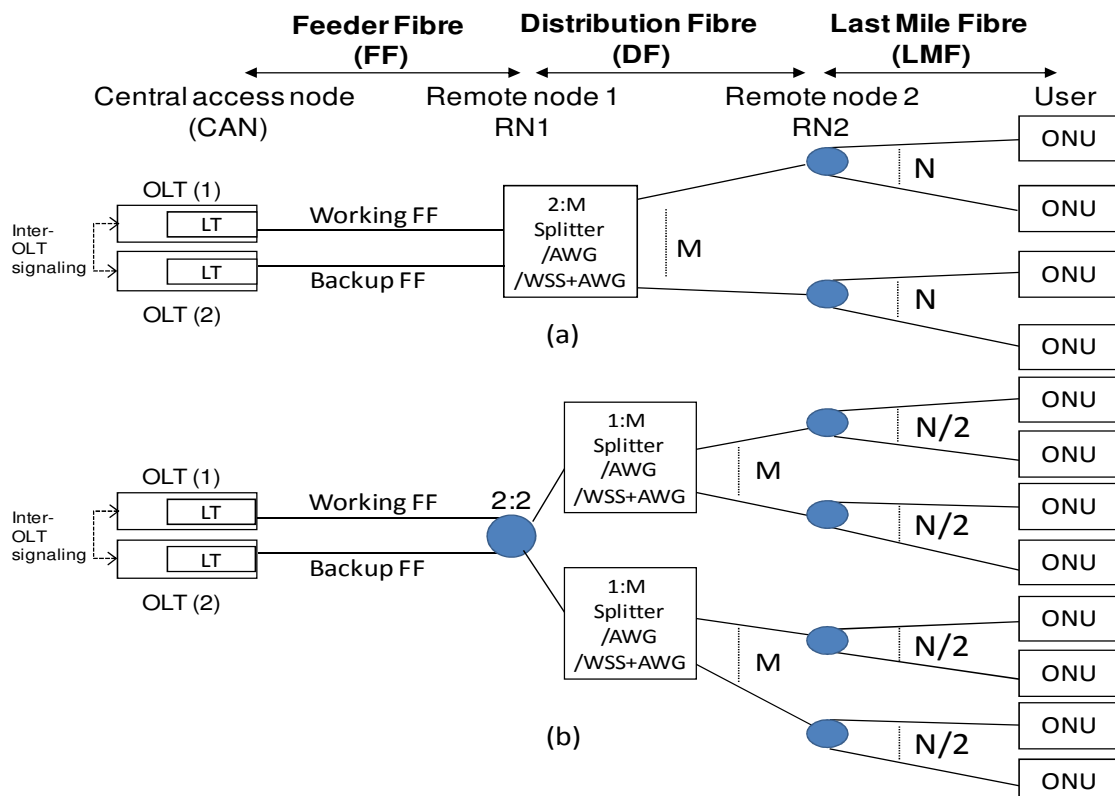 Feeder Fibre
(FF)
Distribution Fibre
(DF)
Last Mile Fibre
(LMF)
Central access node
(CAN)
Remote node 1
RN1
Remote node 2
RN2
User
OLT (1)
LT
Inter-
OLT
signaling
LT
OLT (2)
Working FF
Backup FF
2:M
Splitter
/AWG
/WSS+AWG
M
N
N
ONU
ONU
ONU
ONU
(a)
OLT (1)
LT
Inter-
OLT
signaling
LT
OLT (2)
Working FF
Backup FF
2:2
1:M
Splitter
/AWG
/WSS+AWG
M
1:M
Splitter
/AWG
/WSS+AWG
M
N/2
N/2
N/2
N/2
ONU
ONU
ONU
ONU
ONU
ONU
ONU
ONU
(b)